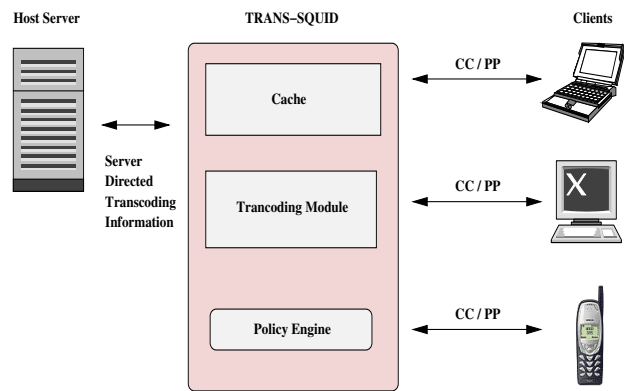 Host Server
TRANS–SQUID
Clients
Cache
Trancoding Module
Policy Engine
Server
Directed
Transcoding
Information
CC / PP
CC / PP
CC / PP
X